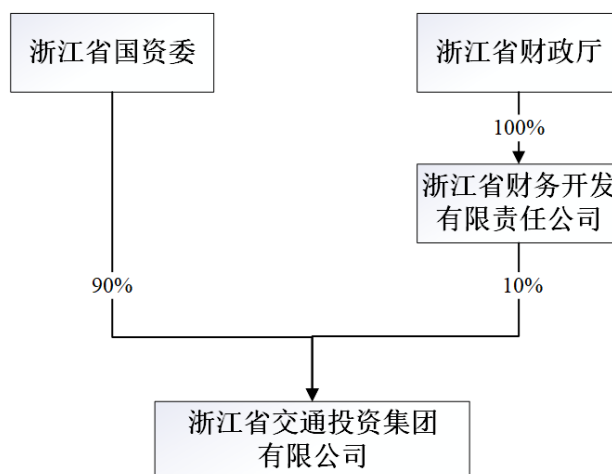 浙江省国资委
浙江省财政厅
100%
浙江省财务开发
有限责任公司
90%
10%
浙江省交通投资集团
有限公司